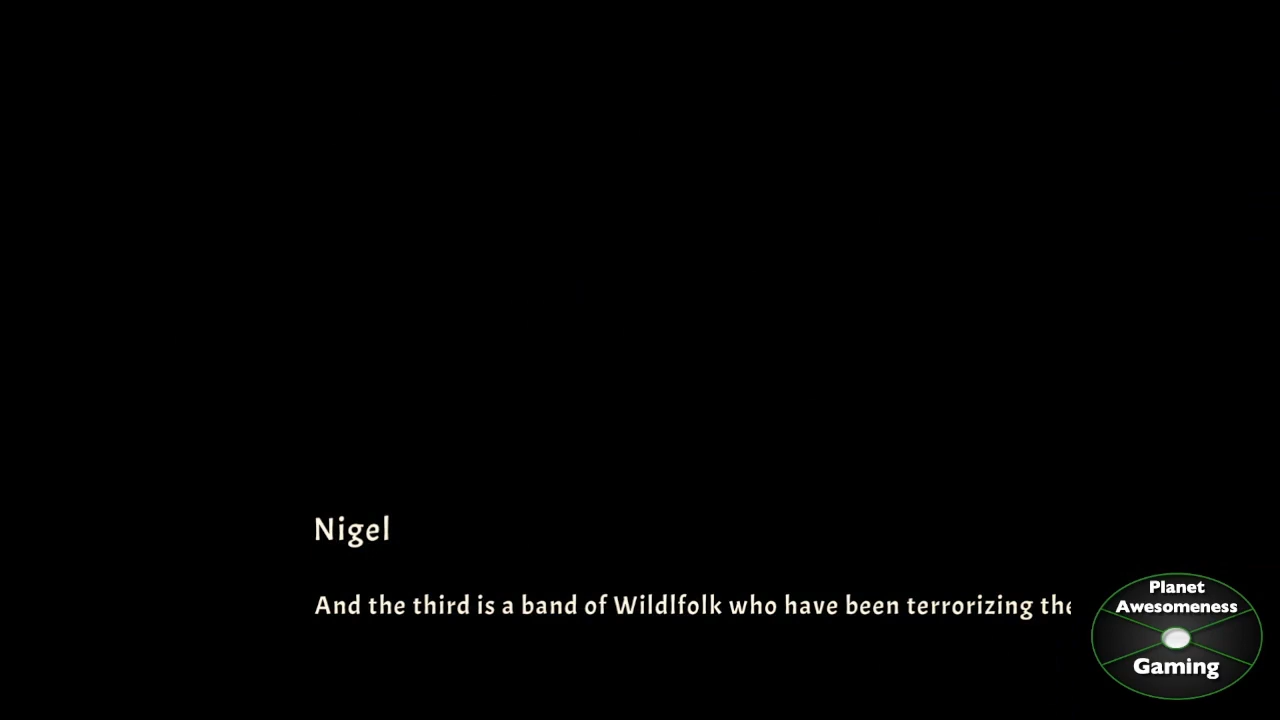 Nigel
And the third is a band of Wildlfolk who have been terrorizing the
Planet
Awesomeness
Gaming